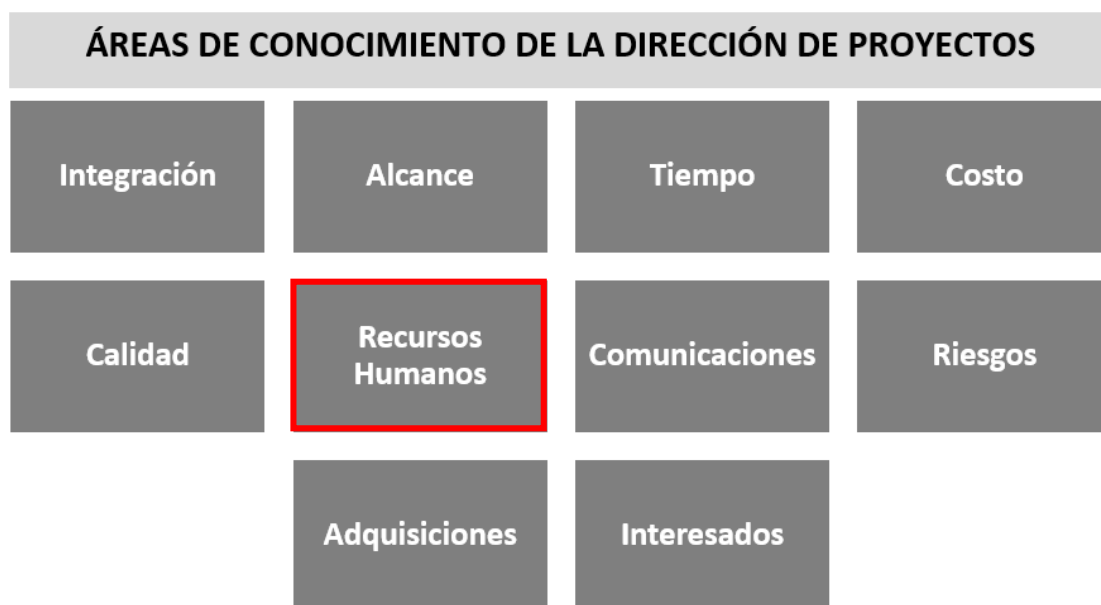 ÁREAS DE CONOCIMIENTO DE LA DIRECCIÓN DE PROYECTOS
Integración
Alcance
Tiempo
Costo
Calidad
Recursos
Humanos
Comunicaciones
Riesgos
Adquisiciones
Interesados